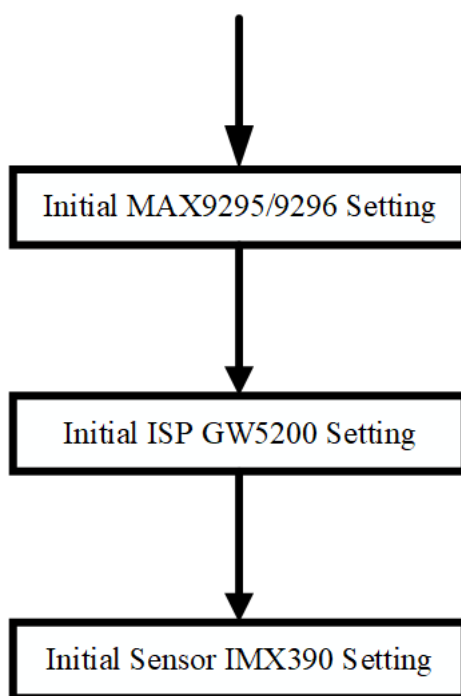 Initial MAX9295/9296 Setting
Initial ISP GW5200 Setting
Initial Sensor IMX390 Setting